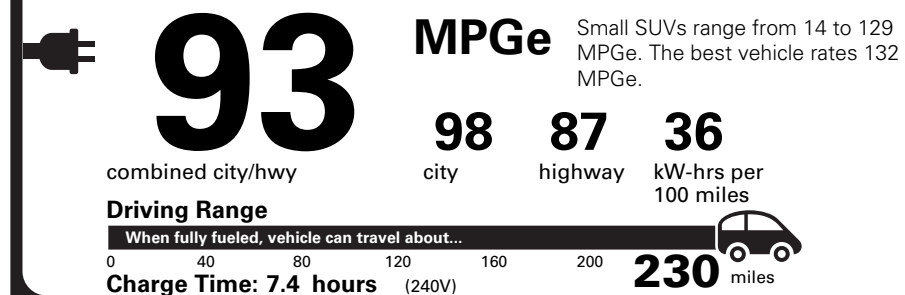 93
MPGe
Small SUVs range from 14 to 129
MPGe. The best vehicle rates 132
MPGe.
98 87 36
combined city/hwy city highway kW-hrs per
100 miles
Driving Range
When fully fueled, vehicle can travel about...
0 40 80 120 160 200 230 miles
Charge Time: 7.4 hours (240V)